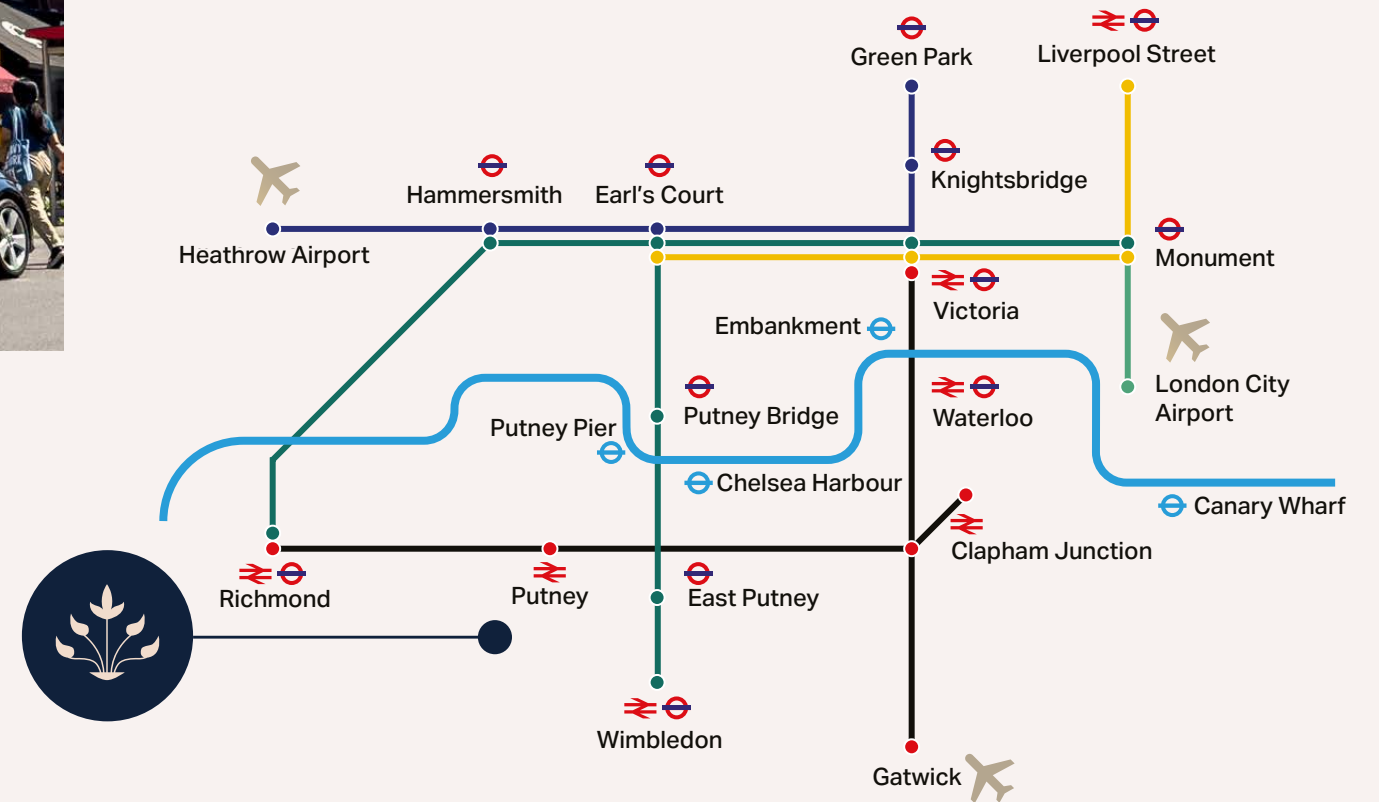 Green Park
Liverpool Street
Knightsbridge
Hammersmith
Earl's Court
Heathrow Airport
Monument
Victoria
Embankment
London City
Airport
Waterloo
Putney Bridge
Putney Pier
Chelsea Harbour
Canary Wharf
Clapham Junction
Richmond
Putney
East Putney
Wimbledon
Gatwick